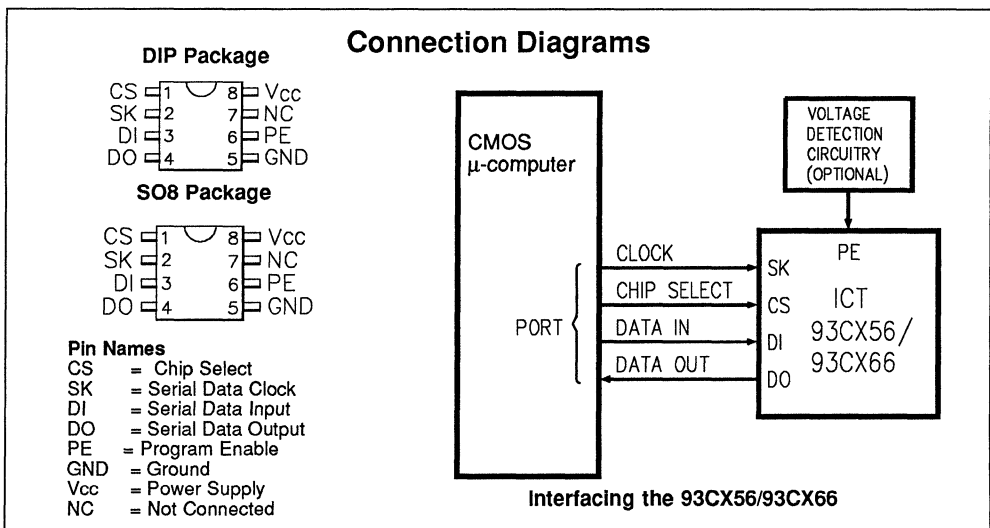 Connection Diagrams
DIP Package
CS 1 8 Vcc
SK 2 7 NC
DI 3 6 PE
DO 4 5 GND
SO8 Package
CS 1 8 Vcc
SK 2 7 NC
DI 3 6 PE
DO 4 5 GND
Pin Names
CS = Chip Select
SK = Serial Data Clock
DI = Serial Data Input
DO = Serial Data Output
PE = Program Enable
GND = Ground
Vcc = Power Supply
NC = Not Connected
CMOS
μ-computer
PORT
CLOCK
CHIP SELECT
DATA IN
DATA OUT
VOLTAGE
DETECTION
CIRCUITRY
(OPTIONAL)
PE
SK
CS
DI
DO
ICT
93CX56/
93CX66
Interfacing the 93CX56/93CX66